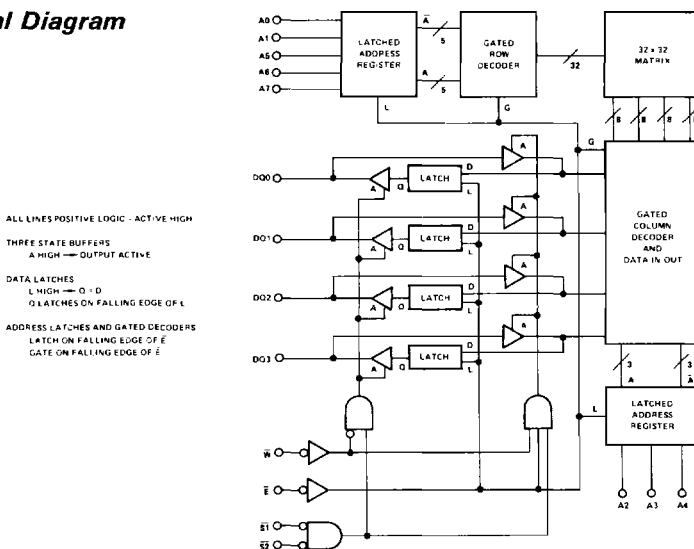 al Diagram
A0
A1
A5
A6
A7
LATCHED
ADDRESS
REGISTER
L
Ā
5
A
5
GATED
ROW
DECODER
G
32
32 x 32
MATRIX
8
8
8
G
DQ0
A
Q
LATCH
D
L
A
DQ1
A
Q
LATCH
D
L
A
DQ2
A
Q
LATCH
D
L
A
DQ3
A
Q
LATCH
D
L
A
GATED
COLUMN
DECODER
AND
DATA IN OUT
3
A
3
Ā
L
LATCHED
ADDRESS
REGISTER
A2
A3
A4
ALL LINES POSITIVE LOGIC - ACTIVE HIGH
THREE STATE BUFFERS
A HIGH → OUTPUT ACTIVE
DATA LATCHES
L HIGH → Q = D
Q LATCHES ON FALLING EDGE OF L
ADDRESS LATCHES AND GATED DECODERS
LATCH ON FALLING EDGE OF Ē
GATE ON FALLING EDGE OF Ē
W̄
Ē
S̄1̄
S̄2̄